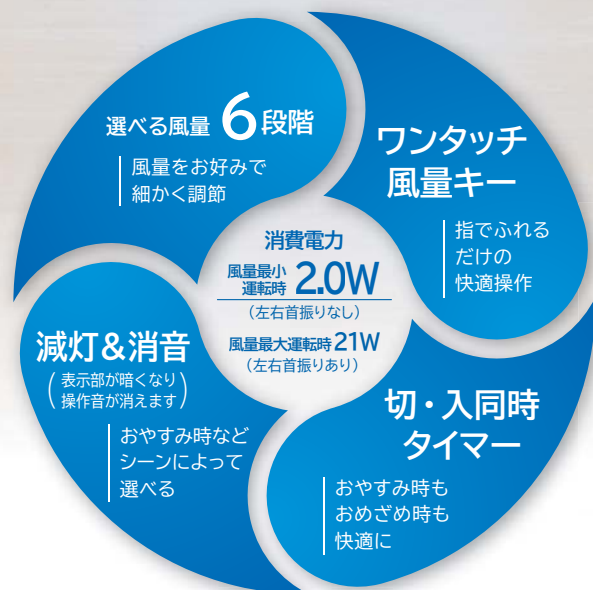 選べる風量 6段階
風量をお好みで
細かく調節
ワンタッチ
風量キー
指でふれる
だけの
快適操作
消費電力
風量最小
運転時 2.0W
(左右首振りなし)
風量最大運転時 21W
(左右首振りあり)
減灯&消音
(表示部が暗くなり
操作音が消えます)
おやすみ時など
シーンによって
選べる
切・入同時
タイマー
おやすみ時も
おめざめ時も
快適に